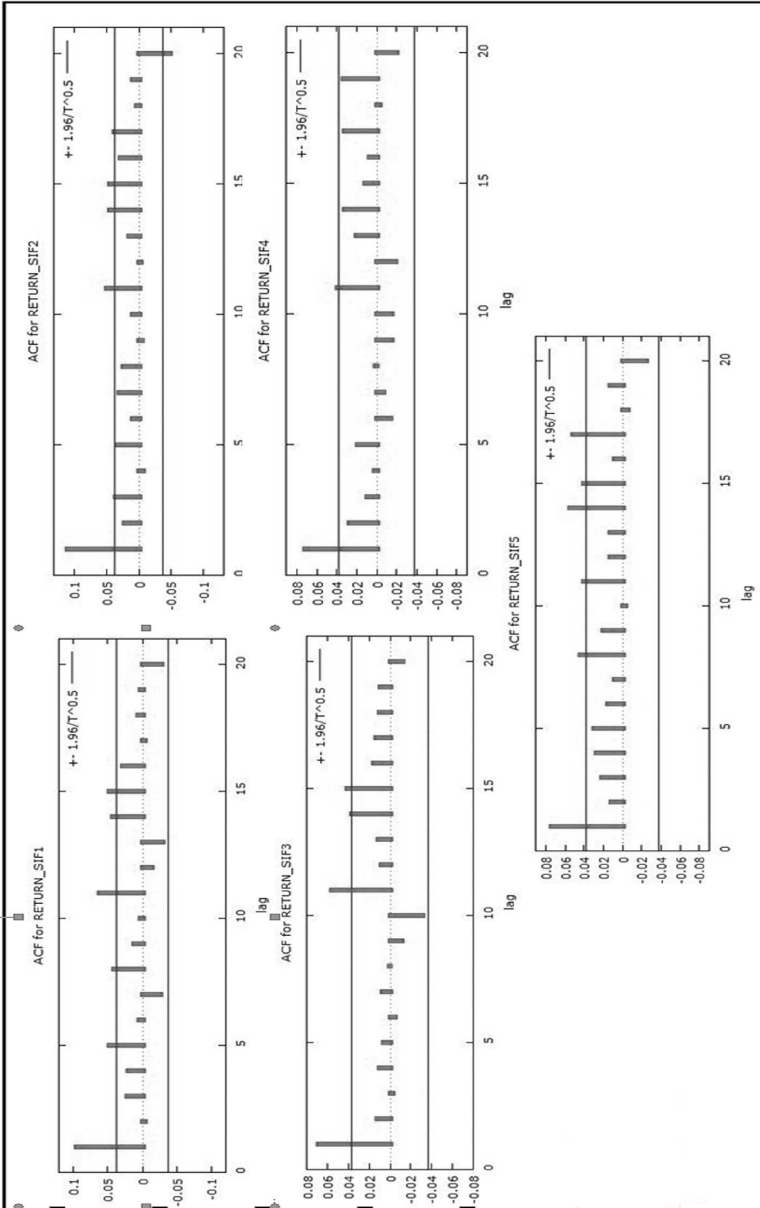 ACF for RETURN_SIF1
+- 1.96/T^0.5
0.1
0.05
0
-0.05
-0.1
0 5 10 15 20
lag
ACF for RETURN_SIF2
+- 1.96/T^0.5
0.1
0.05
0
-0.05
-0.1
0 5 10 15 20
ACF for RETURN_SIF3
+- 1.96/T^0.5
0.08
0.06
0.04
0.02
0
-0.02
-0.04
-0.06
-0.08
0 5 10 15 20
lag
ACF for RETURN_SIF4
+- 1.96/T^0.5
0.08
0.06
0.04
0.02
0
-0.02
-0.04
-0.06
-0.08
0 5 10 15 20
lag
ACF for RETURN_SIF5
+- 1.96/T^0.5
0.08
0.06
0.04
0.02
0
-0.02
-0.04
-0.06
-0.08
0 5 10 15 20
lag